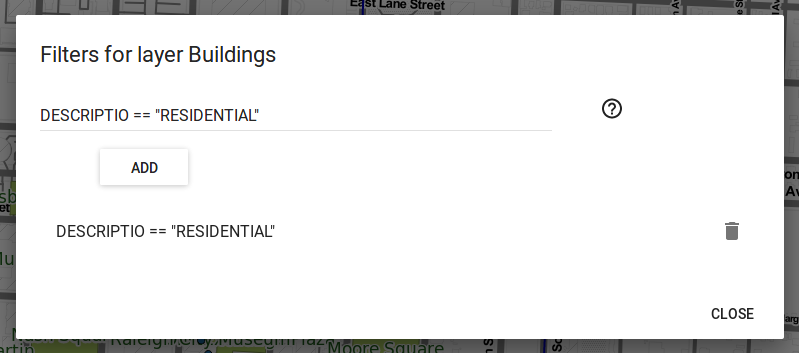 East Lane Street
Filters for layer Buildings
DESCRIPTIO == "RESIDENTIAL"
ADD
DESCRIPTIO == "RESIDENTIAL"
CLOSE
Moore Square